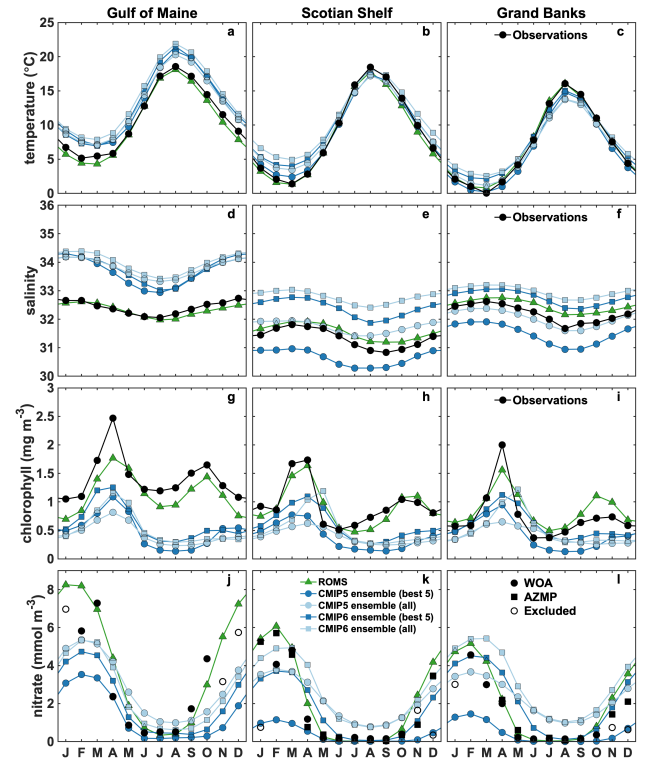 Gulf of Maine Scotian Shelf Grand Banks
a b c
Observations
temperature (°C)
25
20
15
10
5
0
d e f
Observations
salinity
36
35
34
33
32
31
30
g h i
Observations
chlorophyll (mg m-3)
3
2.5
2
1.5
1
0.5
0
j k l
ROMS
CMIP5 ensemble (best 5)
CMIP5 ensemble (all)
CMIP6 ensemble (best 5)
CMIP6 ensemble (all)
WOA
AZMP
Excluded
nitrate (mmol m-3)
8
6
4
2
0
J F M A M J J A S O N D J F M A M J J A S O N D J F M A M J J A S O N D